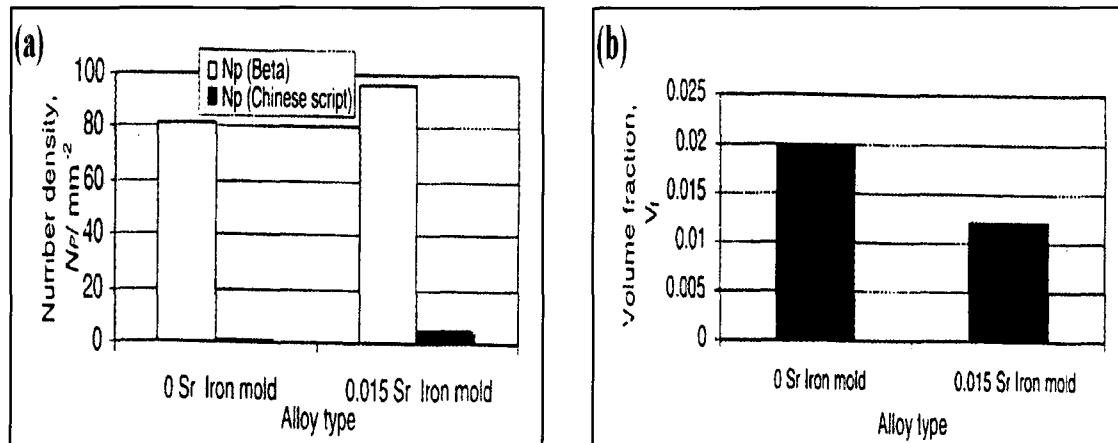 (a)
Np (Beta)
Np (Chinese script)
Number density,
NP/ mm-2
100
80
60
40
20
0
0 Sr Iron mold
0.015 Sr Iron mold
Alloy type
(b)
Volume fraction,
Vf
0.025
0.02
0.015
0.01
0.005
0
0 Sr Iron mold
0.015 Sr Iron mold
Alloy type